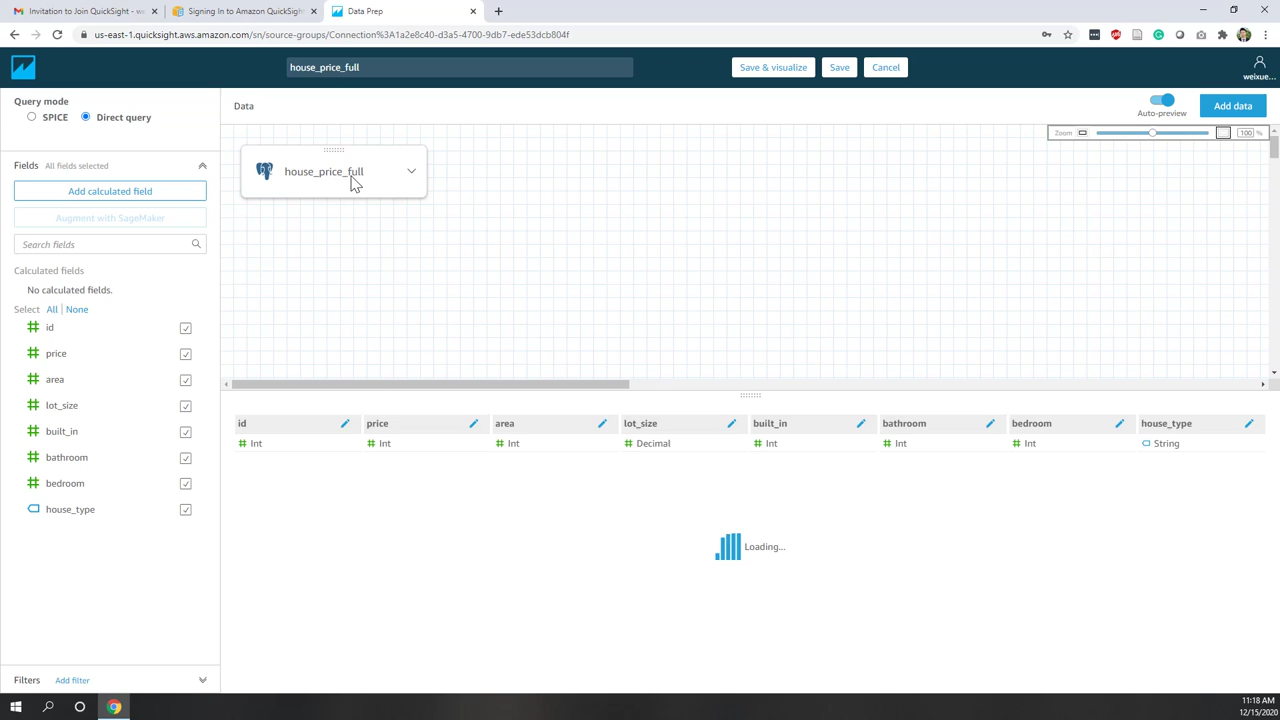 Invitation to Join QuickSight - we
Signing In to Amazon QuickSight
Data Prep
us-east-1.quicksight.aws.amazon.com/sn/source-groups/Connection%3A1a2e8c40-d3a5-4700-9db7-ede53dcb804f
house_price_full
Save & visualize
Save
Cancel
weixue...
Query mode
SPICE
Direct query
Data
Auto-preview
Add data
Zoom
100 %
Fields
All fields selected
Add calculated field
Augment with SageMaker
Search fields
Calculated fields
No calculated fields.
Select All | None
id
price
area
lot_size
built_in
bathroom
bedroom
house_type
house_price_full
id price area lot_size built_in bathroom bedroom house_type
Int Int Int Decimal Int Int Int String
Loading...
Filters
Add filter
11:18 AM
12/15/2020